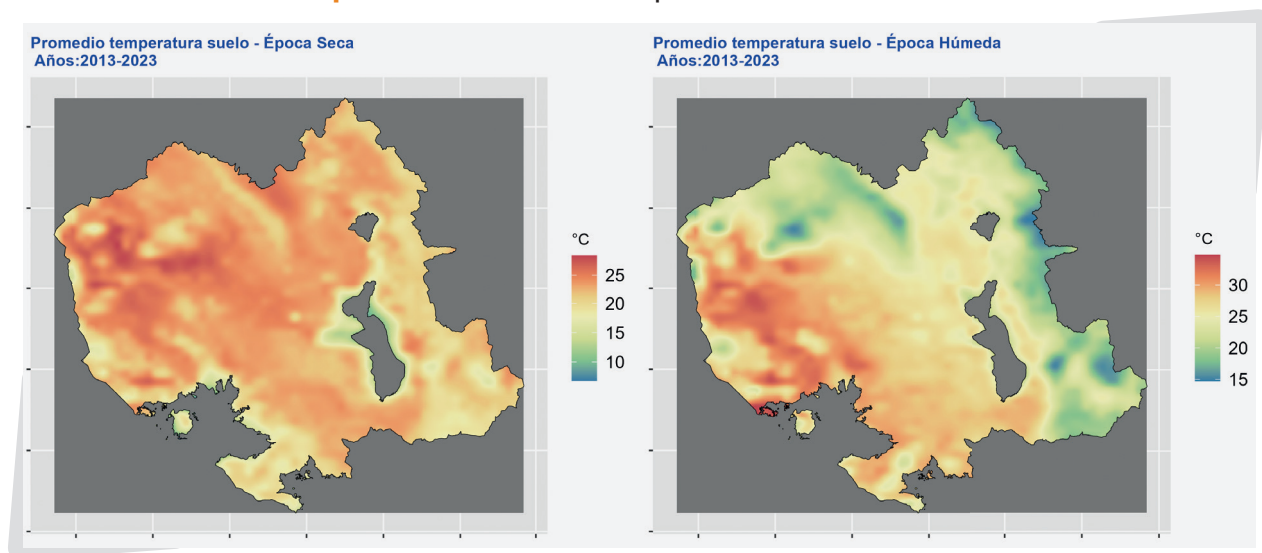 Promedio temperatura suelo - Época Seca
Años:2013-2023
°C
25
20
15
10
Promedio temperatura suelo - Época Húmeda
Años:2013-2023
°C
30
25
20
15